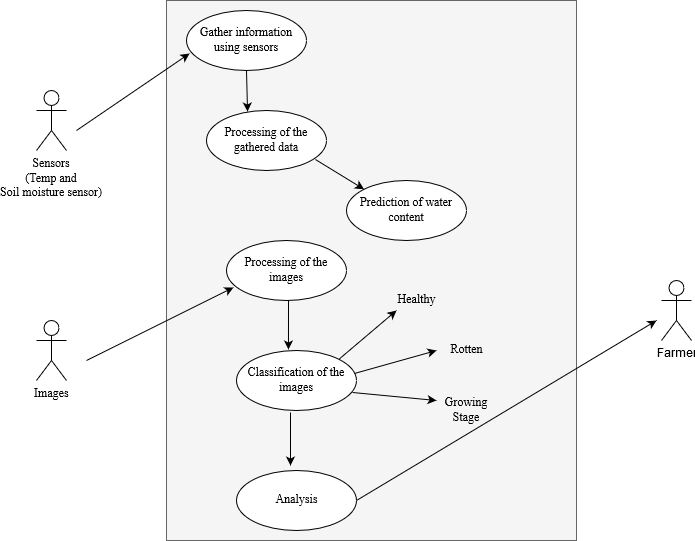 Gather information
using sensors
Sensors
(Temp and
Soil moisture sensor)
Processing of the
gathered data
Prediction of water
content
Processing of the
images
Images
Healthy
Rotten
Classification of the
images
Growing
Stage
Farmer
Analysis